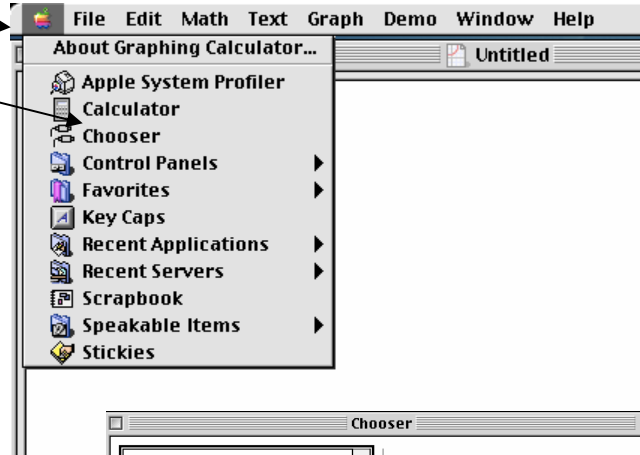 File Edit Math Text Graph Demo Window Help
About Graphing Calculator...
Untitled
Apple System Profiler
Calculator
Chooser
Control Panels
Favorites
Key Caps
Recent Applications
Recent Servers
Scrapbook
Speakable Items
Stickies
Chooser